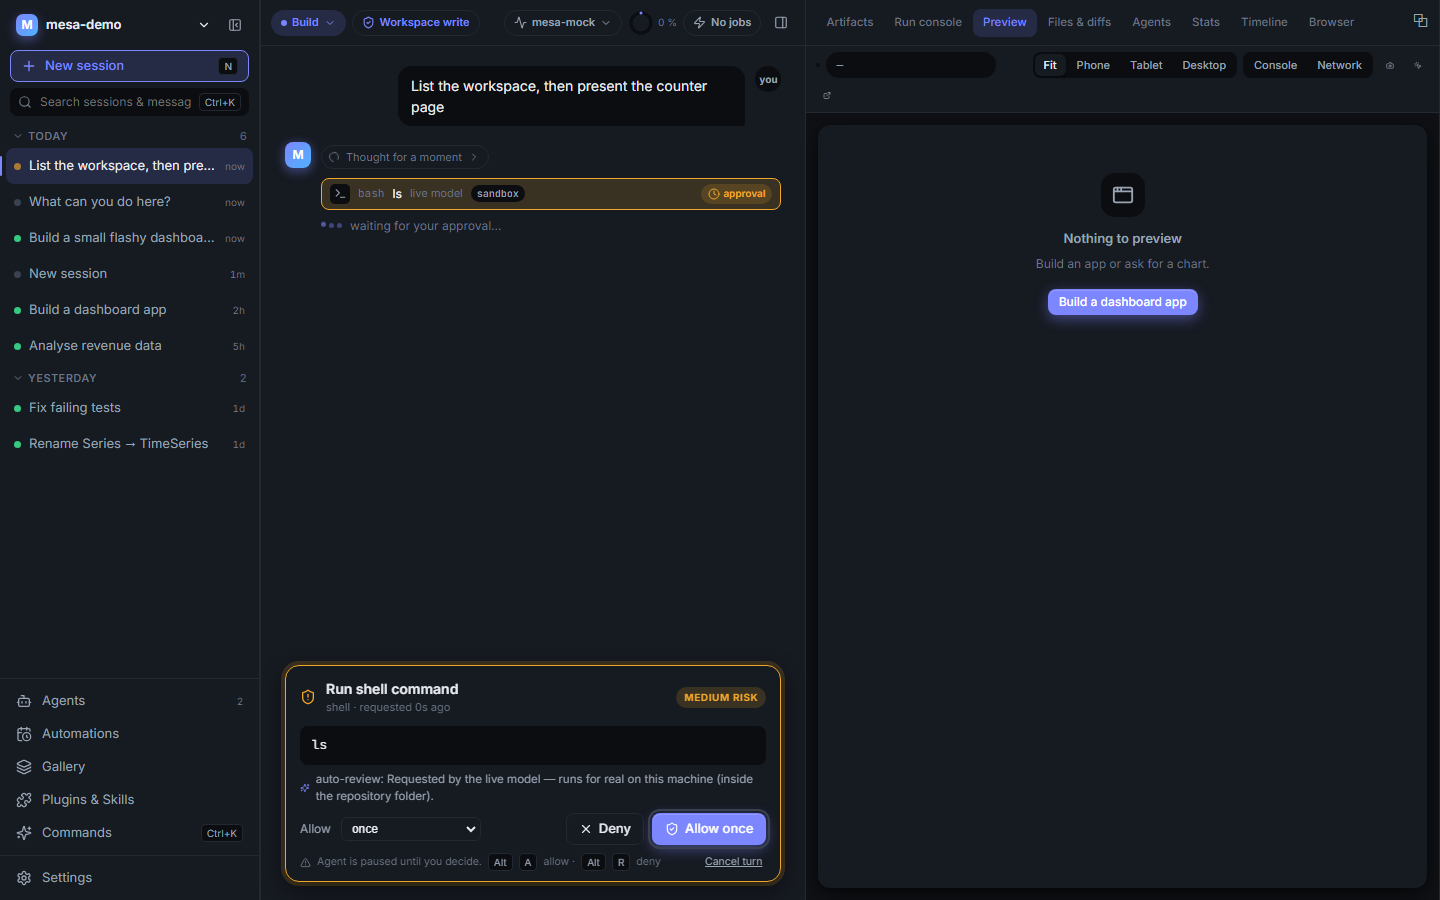 M mesa-demo
New session N
Search sessions & messag Ctrl+K
TODAY 6
List the workspace, then pre... now
What can you do here? now
Build a small flashy dashboa... now
New session 1m
Build a dashboard app 2h
Analyse revenue data 5h
YESTERDAY 2
Fix failing tests 1d
Rename Series → TimeSeries 1d
Agents 2
Automations
Gallery
Plugins & Skills
Commands Ctrl+K
Settings
Build Workspace write mesa-mock 0 % No jobs
List the workspace, then present the counter
page
you
M Thought for a moment
bash ls live model sandbox approval
waiting for your approval...
Run shell command
shell · requested 0s ago
MEDIUM RISK
ls
auto-review: Requested by the live model — runs for real on this machine (inside
the repository folder).
Allow once Deny Allow once
Agent is paused until you decide. Alt A allow · Alt R deny Cancel turn
Artifacts Run console Preview Files & diffs Agents Stats Timeline Browser
— Fit Phone Tablet Desktop Console Network
Nothing to preview
Build an app or ask for a chart.
Build a dashboard app